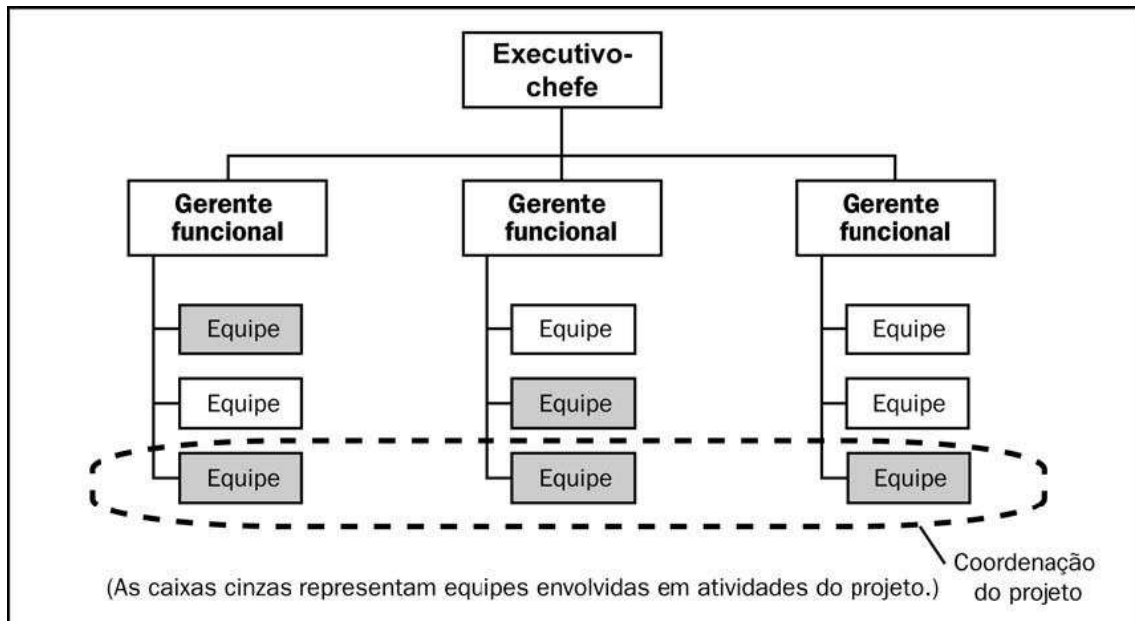 Executivo-
chefe
Gerente
funcional
Gerente
funcional
Gerente
funcional
Equipe
Equipe
Equipe
Equipe
Equipe
Equipe
Equipe
Equipe
Equipe
(As caixas cinzas representam equipes envolvidas em atividades do projeto.)
Coordenação
do projeto